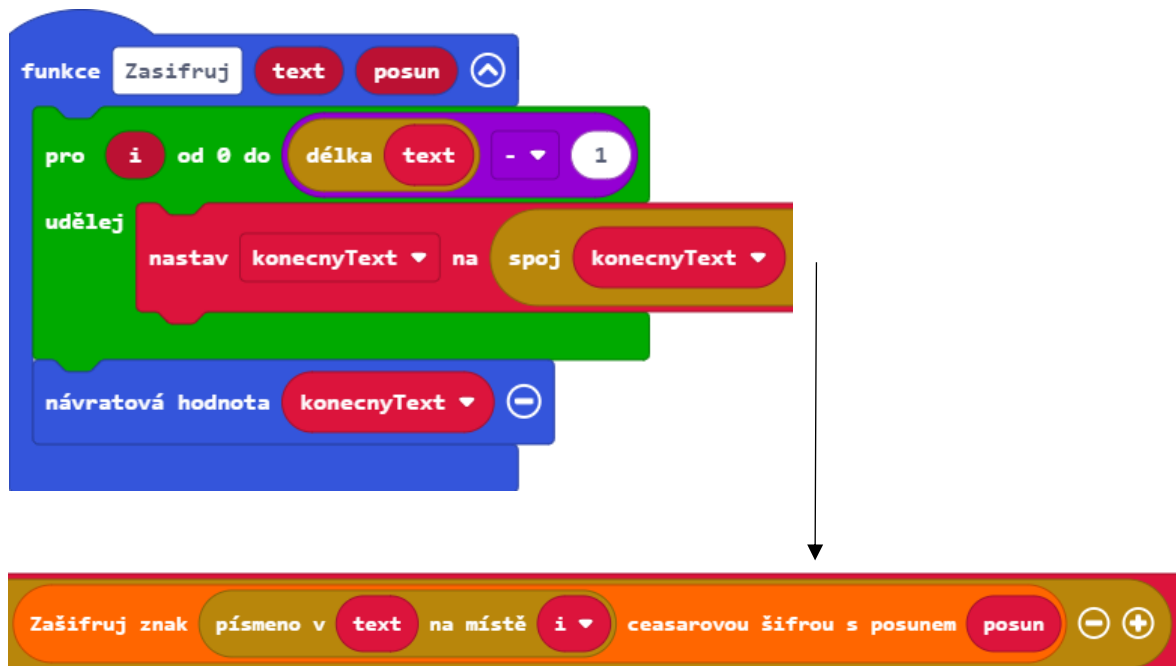 funkce Zasifruj text posun
pro i od 0 do délka text - 1
udělej
nastav konecnyText na spoj konecnyText
návratová hodnota konecnyText
Zašifruj znak písmeno v text na místě i ceasarovou šifrou s posunem posun